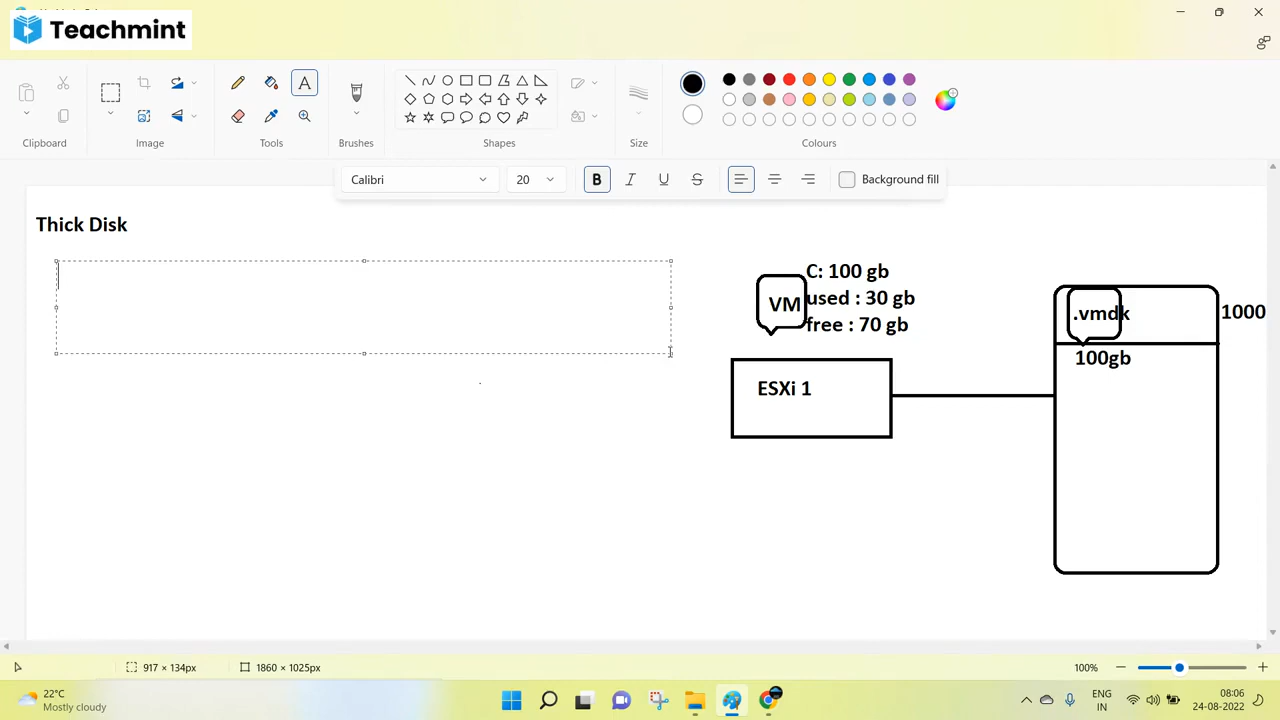 Teachmint
Clipboard
Image
Tools
Brushes
Shapes
Size
Colours
Calibri
20
B
Background fill
Thick Disk
C: 100 gb
used : 30 gb
free : 70 gb
VM
.vmdk
1000
100gb
ESXi 1
917 × 134px
1860 × 1025px
100%
22°C
Mostly cloudy
ENG
IN
08:06
24-08-2022